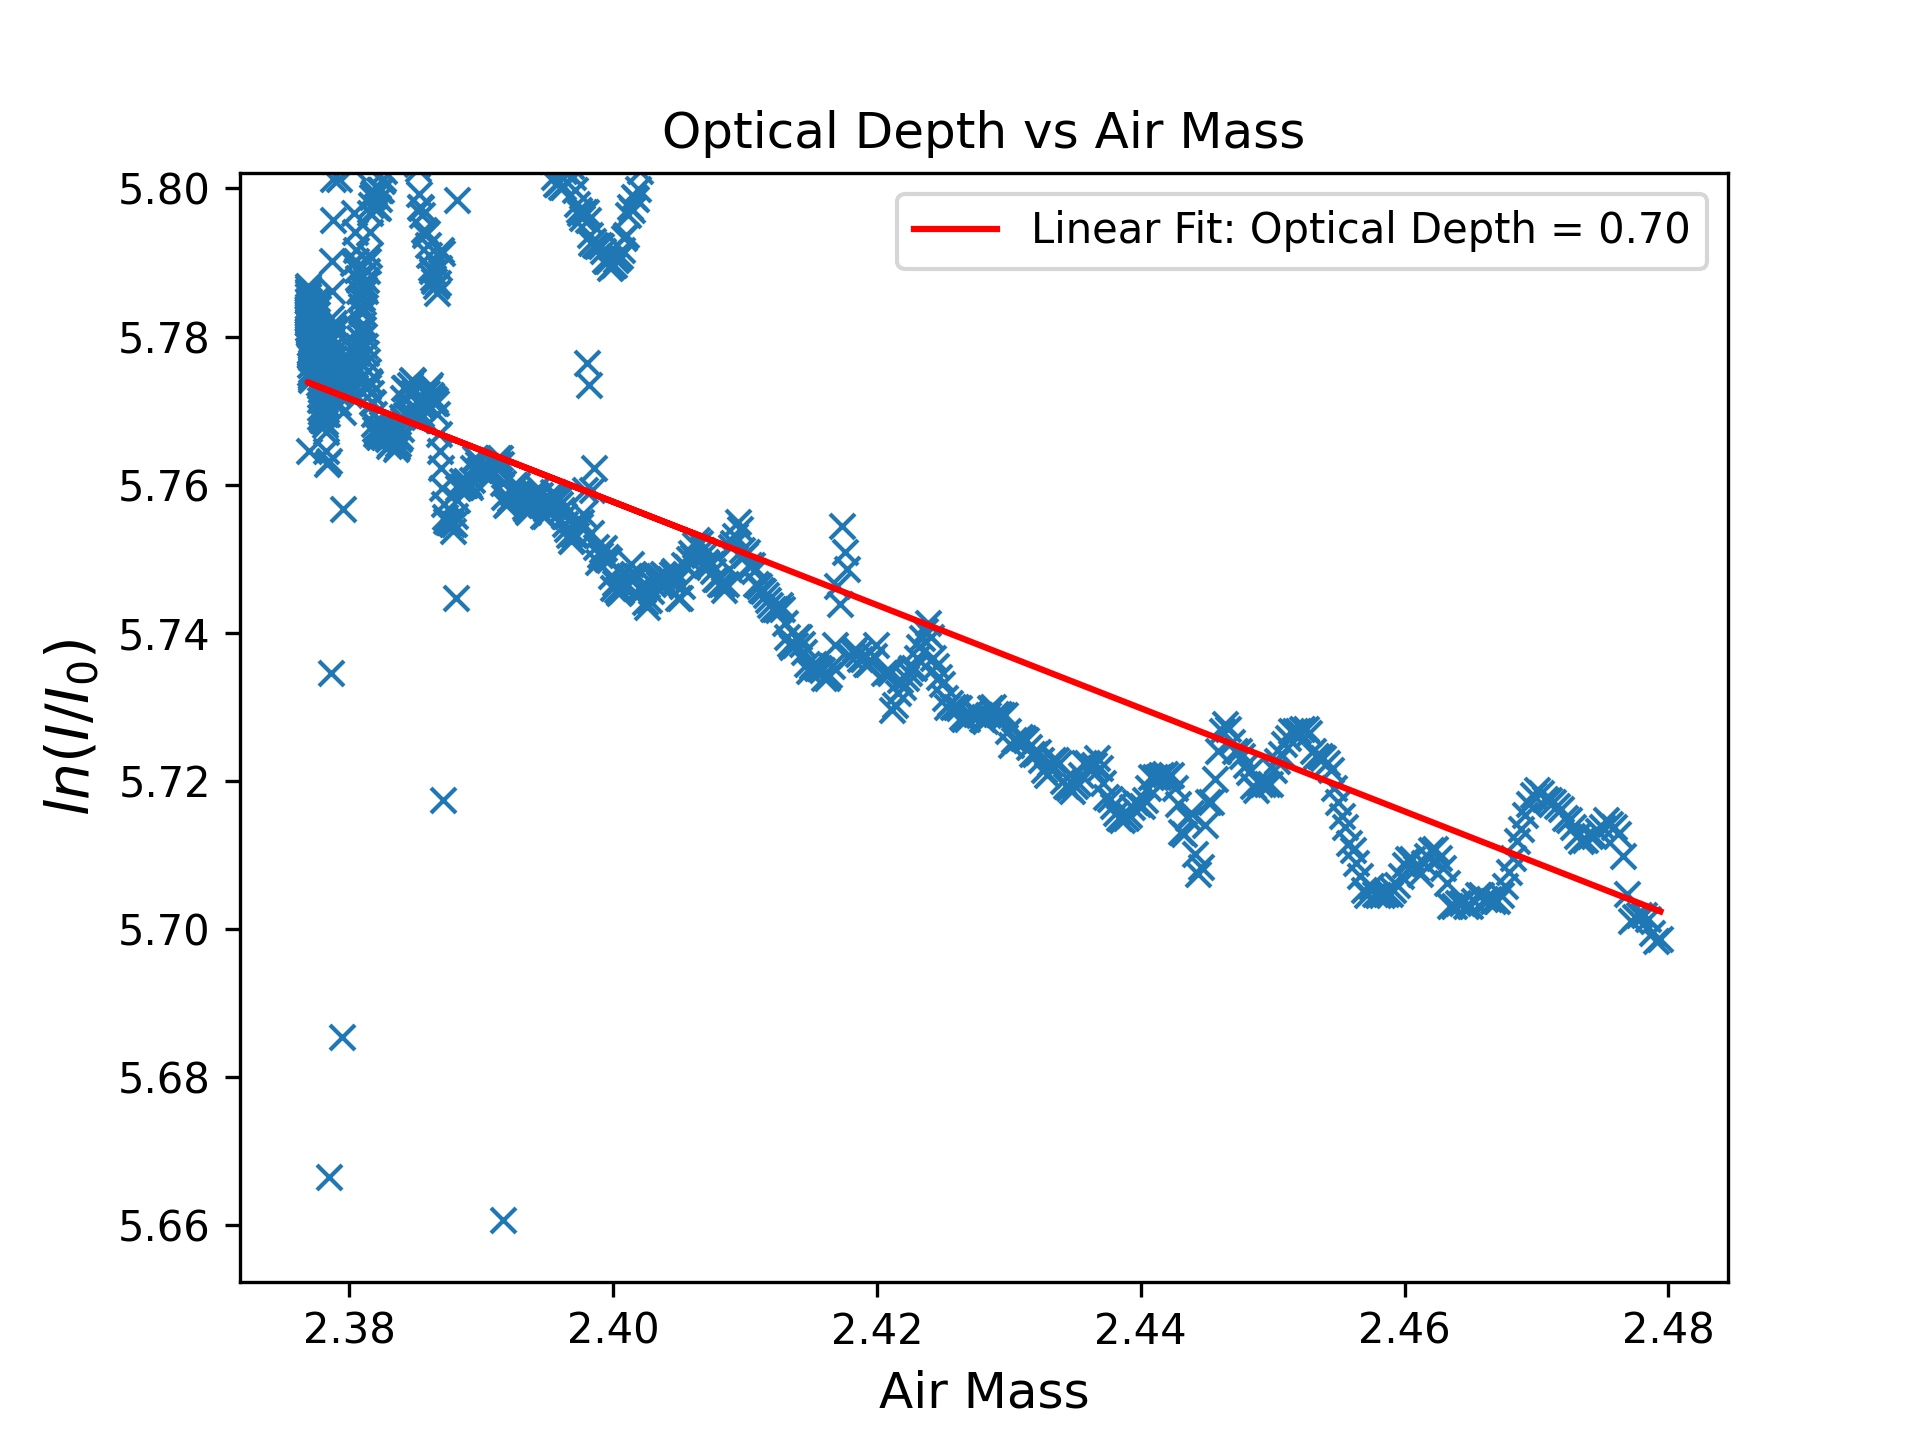 Optical Depth vs Air Mass
Linear Fit: Optical Depth = 0.70
ln(I/I₀)
5.80
5.78
5.76
5.74
5.72
5.70
5.68
5.66
2.38 2.40 2.42 2.44 2.46 2.48
Air Mass